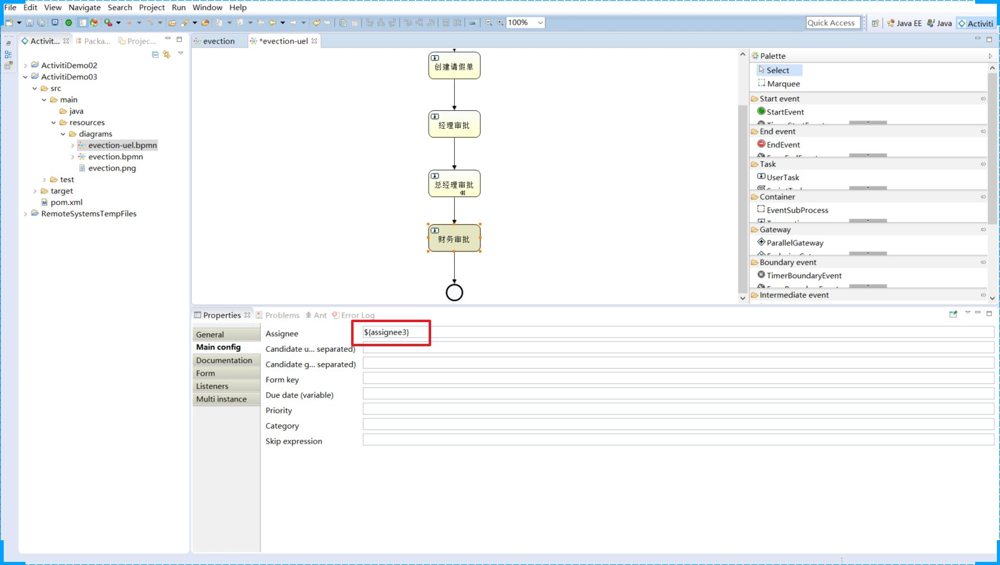 File Edit View Navigate Search Project Run Window Help
100%
Quick Access
Java EE
Java
Activiti
Activit...
Packa...
Projec...
ActivitiDemo02
ActivitiDemo03
src
main
java
resources
diagrams
evection-uel.bpmn
evection.bpmn
evection.png
test
target
pom.xml
RemoteSystemsTempFiles
evection
*evection-uel
创建请假单
经理审批
总经理审批
财务审批
Palette
Select
Marquee
Start event
StartEvent
End event
EndEvent
Task
UserTask
Container
EventSubProcess
Gateway
ParallelGateway
Boundary event
TimerBoundaryEvent
Intermediate event
Properties
Problems
Ant
Error Log
General
Main config
Documentation
Form
Listeners
Multi instance
Assignee
${assignee3}
Candidate u... separated)
Candidate g... separated)
Form key
Due date (variable)
Priority
Category
Skip expression